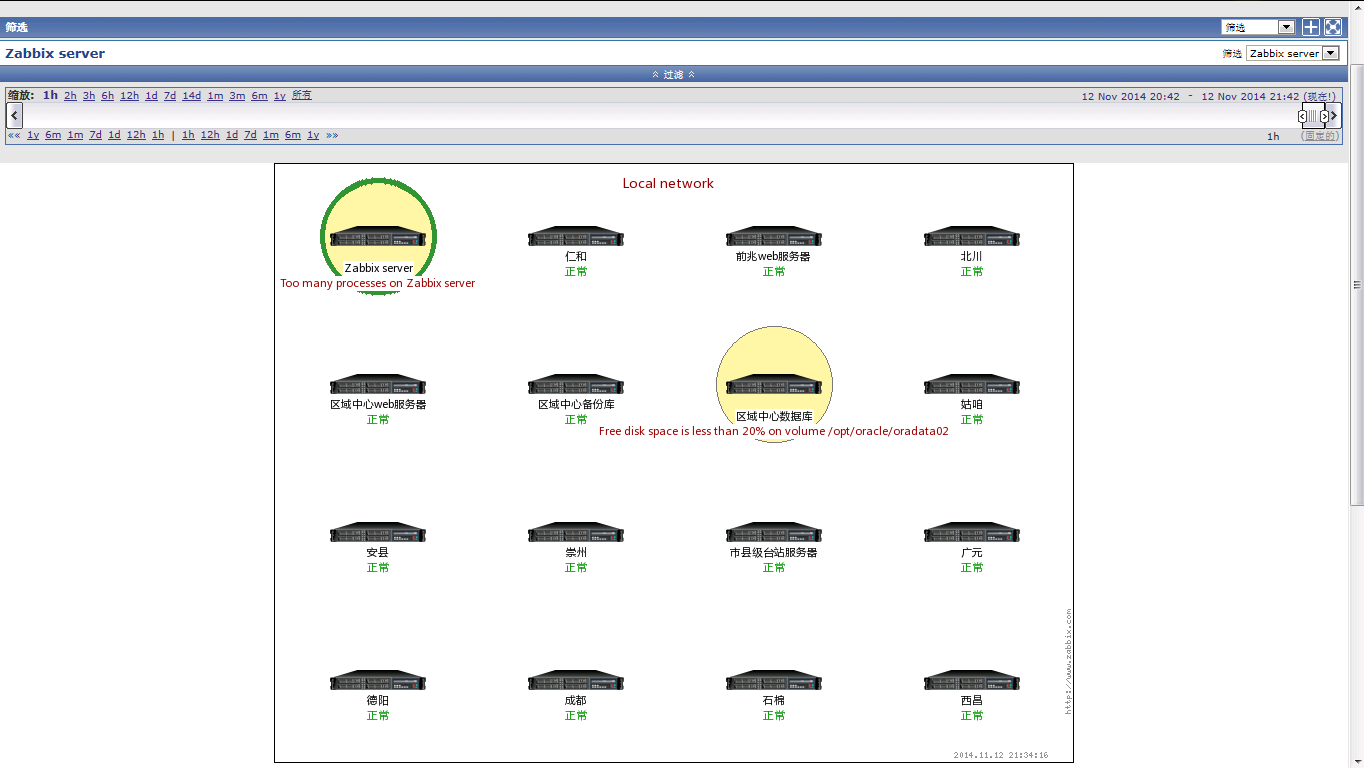 筛选 筛选
Zabbix server 筛选 Zabbix server
过滤
缩放: 1h 2h 3h 6h 12h 1d 7d 14d 1m 3m 6m 1y 所有 12 Nov 2014 20:42 - 12 Nov 2014 21:42 (现在!)
«« 1y 6m 1m 7d 1d 12h 1h | 1h 12h 1d 7d 1m 6m 1y »» 1h (固定的)
Local network
Zabbix server
Too many processes on Zabbix server
仁和
正常
前兆web服务器
正常
北川
正常
区域中心web服务器
正常
区域中心备份库
正常
区域中心数据库
Free disk space is less than 20% on volume /opt/oracle/oradata02
姑咱
正常
安县
正常
崇州
正常
市县级台站服务器
正常
广元
正常
德阳
正常
成都
正常
石棉
正常
西昌
正常
http://www.zabbix.com
2014.11.12 21:34:16